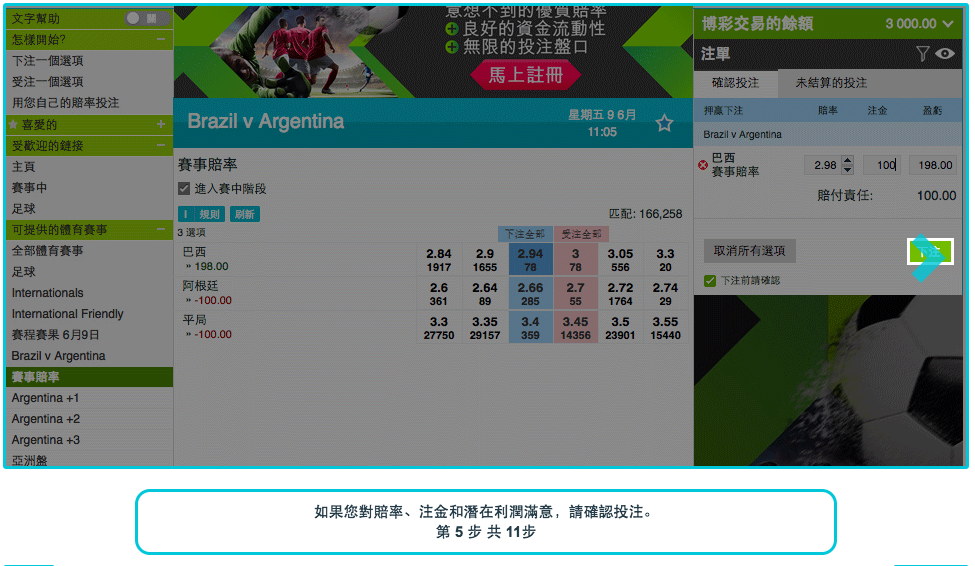 文字幫助 關
怎樣開始?
下注一個選項
受注一個選項
用您自己的賠率投注
喜愛的
受歡迎的鏈接
主頁
賽事中
足球
可提供的體育賽事
全部體育賽事
足球
Internationals
International Friendly
賽程賽果 6月9日
Brazil v Argentina
賽事賠率
Argentina +1
Argentina +2
Argentina +3
亞洲盤
意想不到的優質賠率
良好的資金流動性
無限的投注盤口
馬上註冊
Brazil v Argentina
星期五 9 6月
11:05
賽事賠率
進入賽中階段
I 規則 刷新 匹配: 166,258
3 選項 下注全部 受注全部
巴西 2.84 2.9 2.94 3 3.05 3.3
» 198.00 1917 1655 78 78 556 20
阿根廷 2.6 2.64 2.66 2.7 2.72 2.74
» -100.00 361 89 285 55 1764 29
平局 3.3 3.35 3.4 3.45 3.5 3.55
» -100.00 27750 29157 359 14356 23901 15440
博彩交易的餘額 3 000.00
注單
確認投注 未結算的投注
押贏下注 賠率 注金 盈虧
Brazil v Argentina
巴西
賽事賠率 2.98 100 198.00
賠付責任: 100.00
取消所有選項 下注
下注前請確認
如果您對賠率、注金和潛在利潤滿意，請確認投注。
第 5 步 共 11步